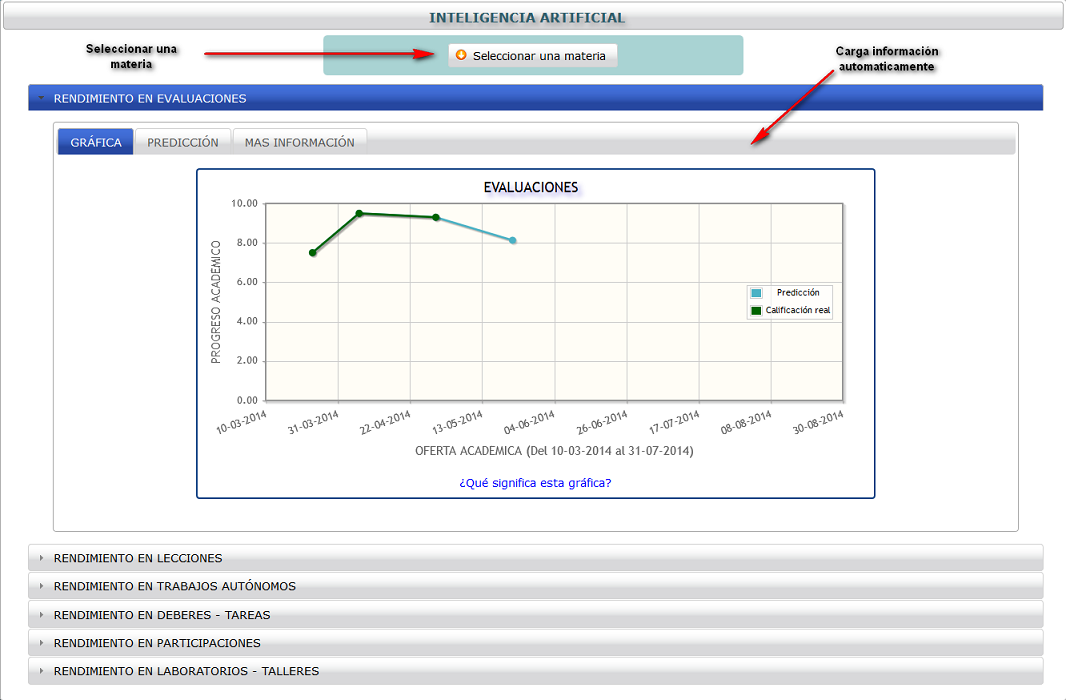 INTELIGENCIA ARTIFICIAL
Seleccionar una
materia
Seleccionar una materia
Carga información
automaticamente
RENDIMIENTO EN EVALUACIONES
GRÁFICA
PREDICCIÓN
MAS INFORMACIÓN
EVALUACIONES
PROGRESO ACADEMICO
10.00
8.00
6.00
4.00
2.00
0.00
Predicción
Calificación real
10-03-2014
31-03-2014
22-04-2014
13-05-2014
04-06-2014
26-06-2014
17-07-2014
08-08-2014
30-08-2014
OFERTA ACADEMICA (Del 10-03-2014 al 31-07-2014)
¿Qué significa esta gráfica?
RENDIMIENTO EN LECCIONES
RENDIMIENTO EN TRABAJOS AUTÓNOMOS
RENDIMIENTO EN DEBERES - TAREAS
RENDIMIENTO EN PARTICIPACIONES
RENDIMIENTO EN LABORATORIOS - TALLERES